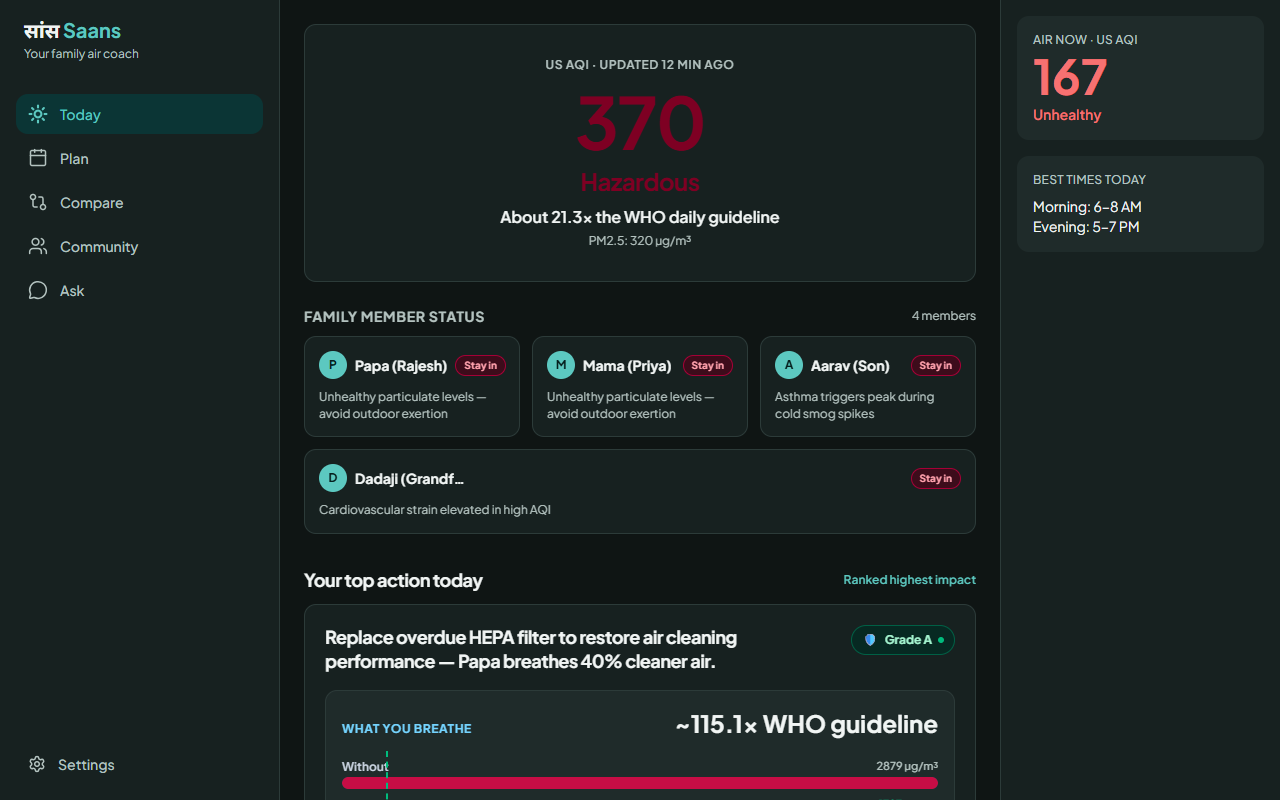 सांस Saans
Your family air coach
Today
Plan
Compare
Community
Ask
Settings
US AQI · UPDATED 12 MIN AGO
370
Hazardous
About 21.3× the WHO daily guideline
PM2.5: 320 µg/m³
FAMILY MEMBER STATUS
4 members
P Papa (Rajesh) Stay in
Unhealthy particulate levels —
avoid outdoor exertion
M Mama (Priya) Stay in
Unhealthy particulate levels —
avoid outdoor exertion
A Aarav (Son) Stay in
Asthma triggers peak during
cold smog spikes
D Dadaji (Grandf... Stay in
Cardiovascular strain elevated in high AQI
Your top action today
Ranked highest impact
Replace overdue HEPA filter to restore air cleaning
performance — Papa breathes 40% cleaner air.
Grade A
WHAT YOU BREATHE
~115.1× WHO guideline
Without
2879 µg/m³
AIR NOW · US AQI
167
Unhealthy
BEST TIMES TODAY
Morning: 6–8 AM
Evening: 5–7 PM